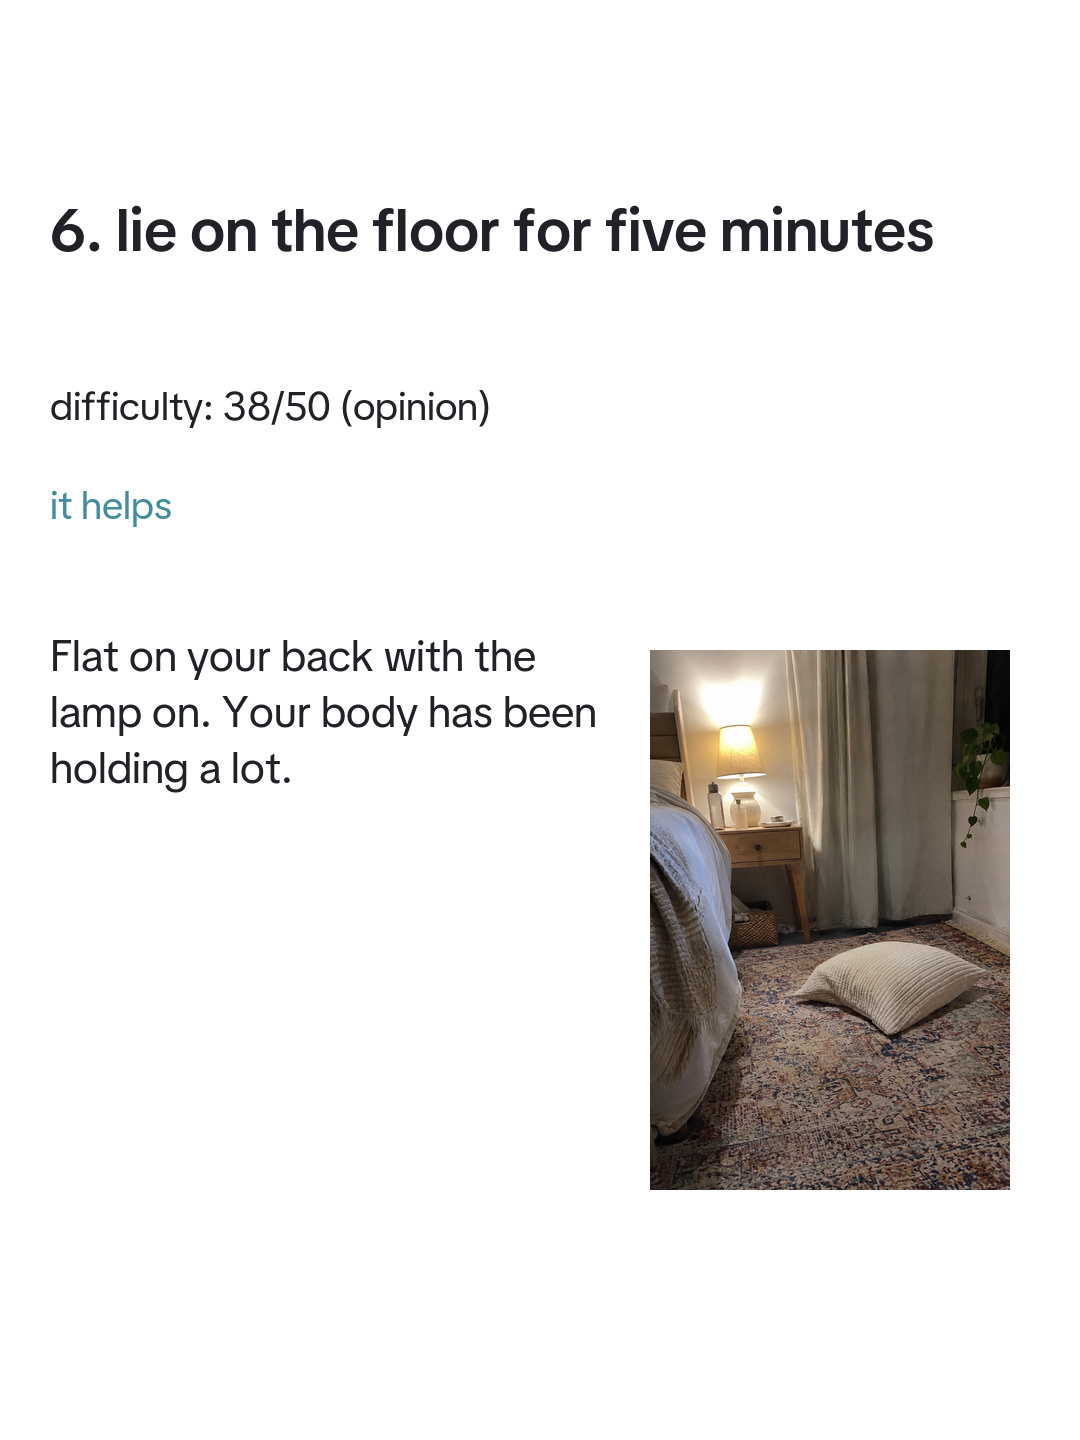 6. lie on the floor for five minutes
difficulty: 38/50 (opinion)
it helps
Flat on your back with the
lamp on. Your body has been
holding a lot.